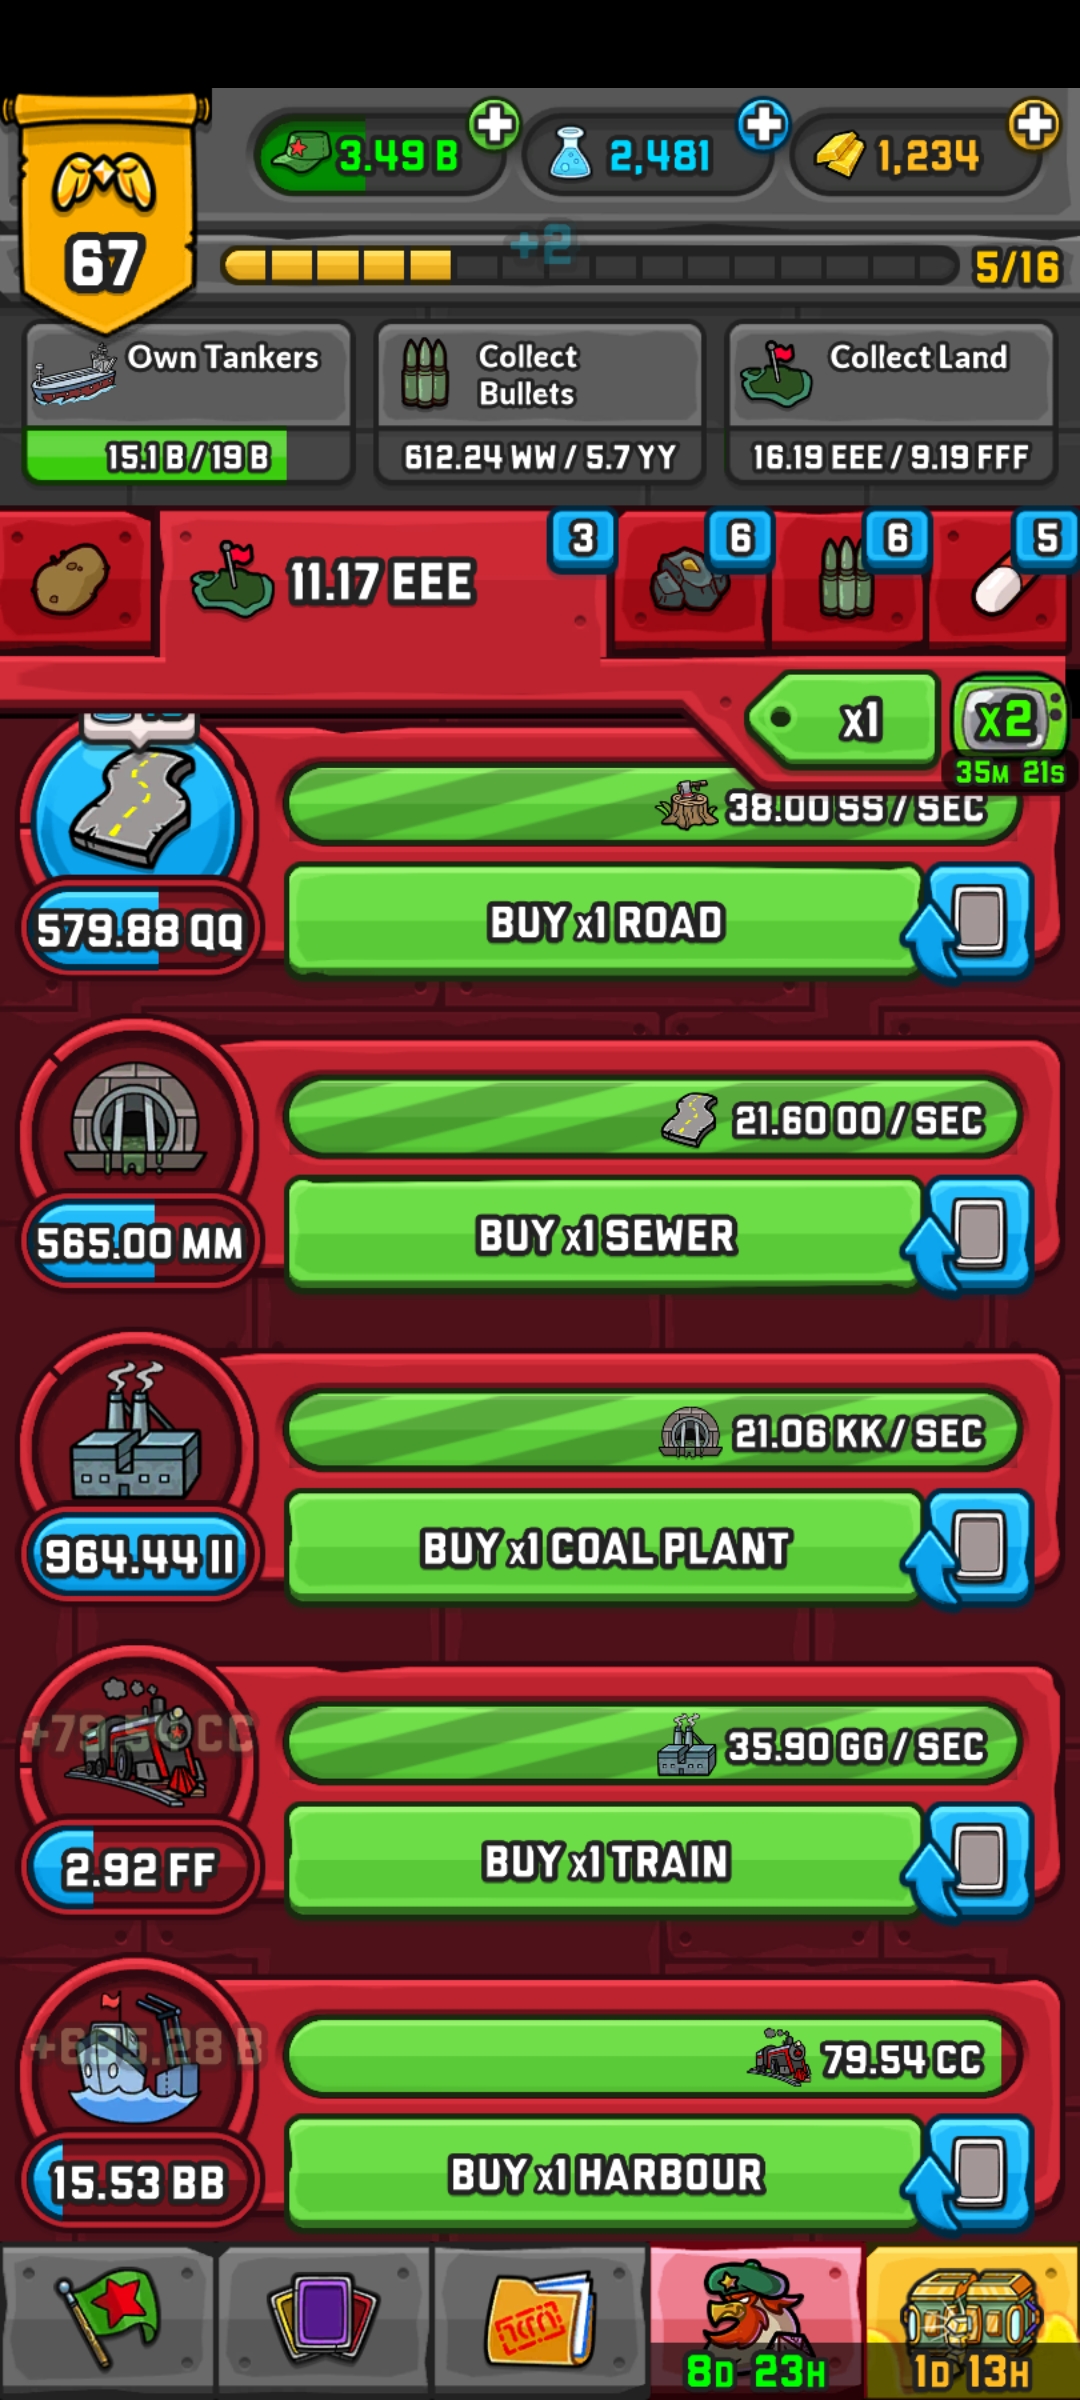 3.49 B
2,481
1,234
67
+2
5/16
Own Tankers
15.1 B / 19 B
Collect
Bullets
612.24 WW / 5.7 YY
Collect Land
16.19 EEE / 9.19 FFF
11.17 EEE
3
6
6
5
x1
x2
35M 21S
38.00 SS / SEC
579.88 QQ
BUY x1 ROAD
21.60 OO / SEC
565.00 MM
BUY x1 SEWER
21.06 KK / SEC
964.44 II
BUY x1 COAL PLANT
35.90 GG / SEC
2.92 FF
BUY x1 TRAIN
79.54 CC
15.53 BB
BUY x1 HARBOUR
8D 23H
1D 13H